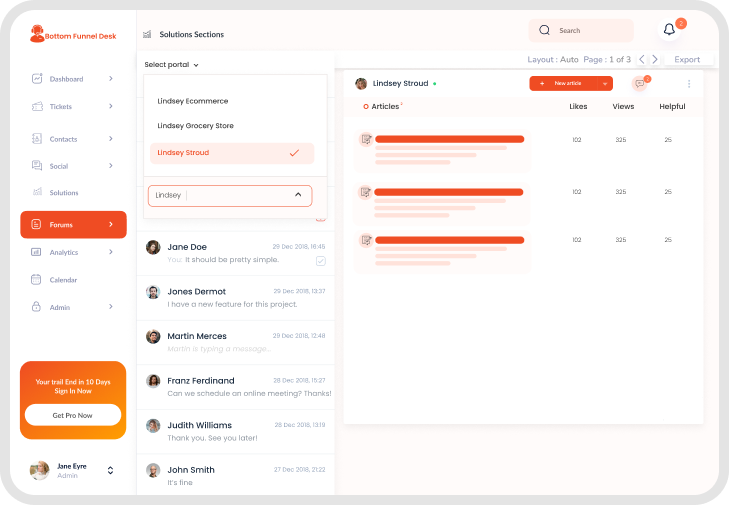 Bottom Funnel Desk
Dashboard
Tickets
Contacts
Social
Solutions
Forums
Analytics
Calendar
Admin
Your trail End in 10 Days
Sign In Now
Get Pro Now
Jane Eyre
Admin
Solutions Sections
Search
2
Select portal
Lindsey Ecommerce
Lindsey Grocery Store
Lindsey Stroud
Lindsey
Jane Doe 29 Dec 2018, 16:45
You: It should be pretty simple.
Jones Dermot 29 Dec 2018, 13:37
I have a new feature for this project.
Martin Merces 29 Dec 2018, 12:48
Martin is typing a message...
Franz Ferdinand 28 Dec 2018, 15:27
Can we schedule an online meeting? Thanks!
Judith Williams 28 Dec 2018, 13:19
Thank you. See you later!
John Smith 27 Dec 2018, 21:22
It's fine
Layout : Auto Page : 1 of 3 Export
Lindsey Stroud + New article
0 Articles Likes Views Helpful
102 325 25
102 325 25
102 325 25